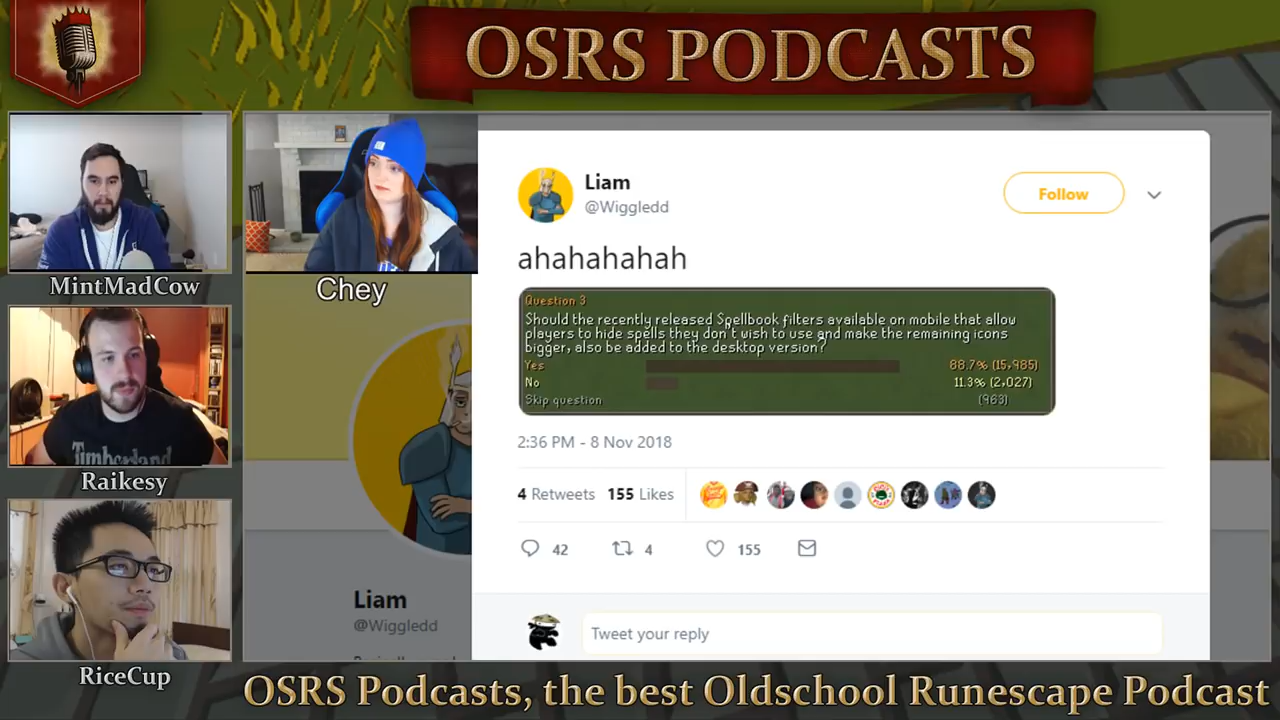 OSRS PODCASTS
MintMadCow
Chey
Raikesy
RiceCup
Timberland
Liam
@Wiggledd
Follow
ahahahahah
Question 3
Should the recently released Spellbook filters available on mobile that allow
players to hide spells they don't wish to use and make the remaining icons
bigger, also be added to the desktop version?
Yes 88.7% (15,985)
No 11.3% (2,027)
Skip question (963)
2:36 PM - 8 Nov 2018
4 Retweets 155 Likes
42 4 155
Liam
@Wiggledd
Tweet your reply
OSRS Podcasts, the best Oldschool Runescape Podcast